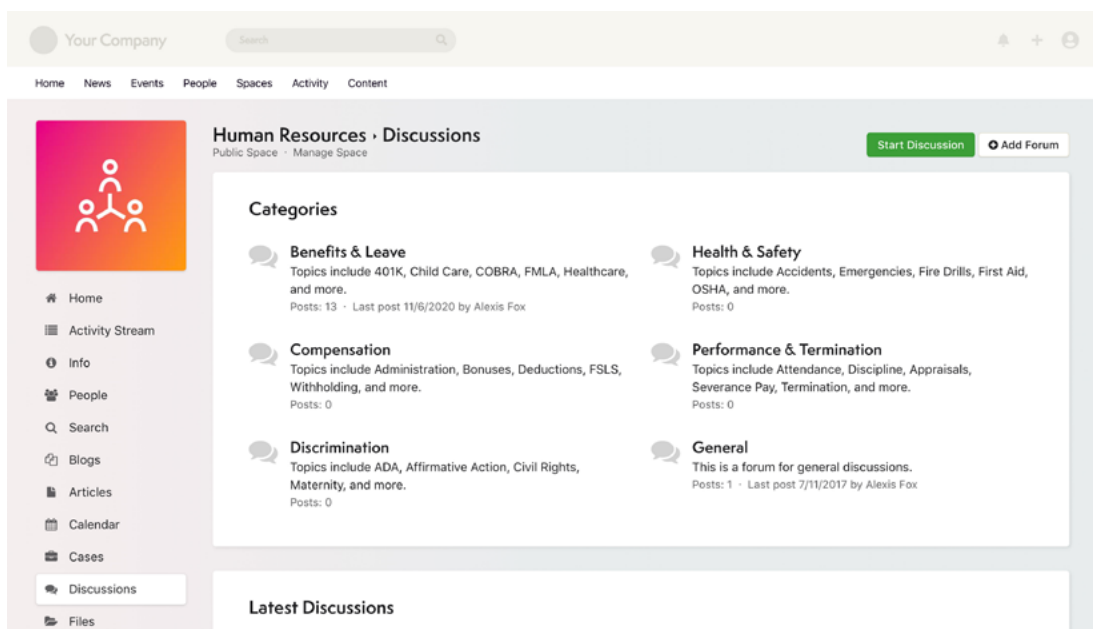 Your Company
Search
Home News Events People Spaces Activity Content
Human Resources › Discussions
Public Space · Manage Space
Start Discussion
Add Forum
Home
Activity Stream
Info
People
Search
Blogs
Articles
Calendar
Cases
Discussions
Files
Categories
Benefits & Leave
Topics include 401K, Child Care, COBRA, FMLA, Healthcare,
and more.
Posts: 13 · Last post 11/6/2020 by Alexis Fox
Health & Safety
Topics include Accidents, Emergencies, Fire Drills, First Aid,
OSHA, and more.
Posts: 0
Compensation
Topics include Administration, Bonuses, Deductions, FSLS,
Withholding, and more.
Posts: 0
Performance & Termination
Topics include Attendance, Discipline, Appraisals,
Severance Pay, Termination, and more.
Posts: 0
Discrimination
Topics include ADA, Affirmative Action, Civil Rights,
Maternity, and more.
Posts: 0
General
This is a forum for general discussions.
Posts: 1 · Last post 7/11/2017 by Alexis Fox
Latest Discussions